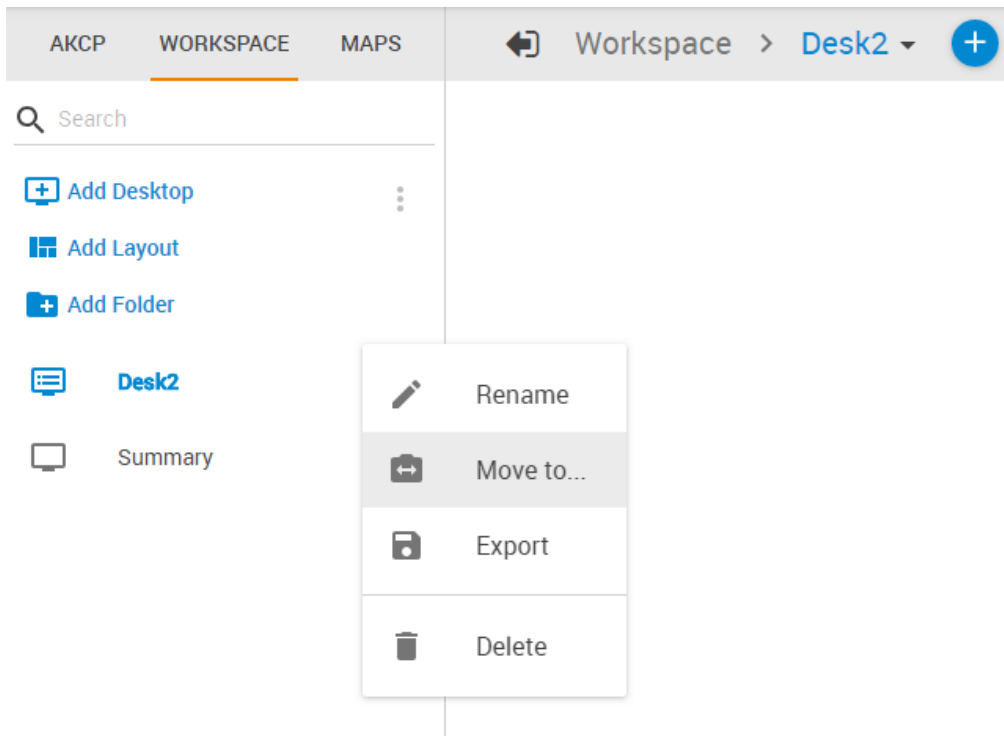 AKCP WORKSPACE MAPS
Workspace > Desk2
Search
Add Desktop
Add Layout
Add Folder
Desk2
Summary
Rename
Move to...
Export
Delete